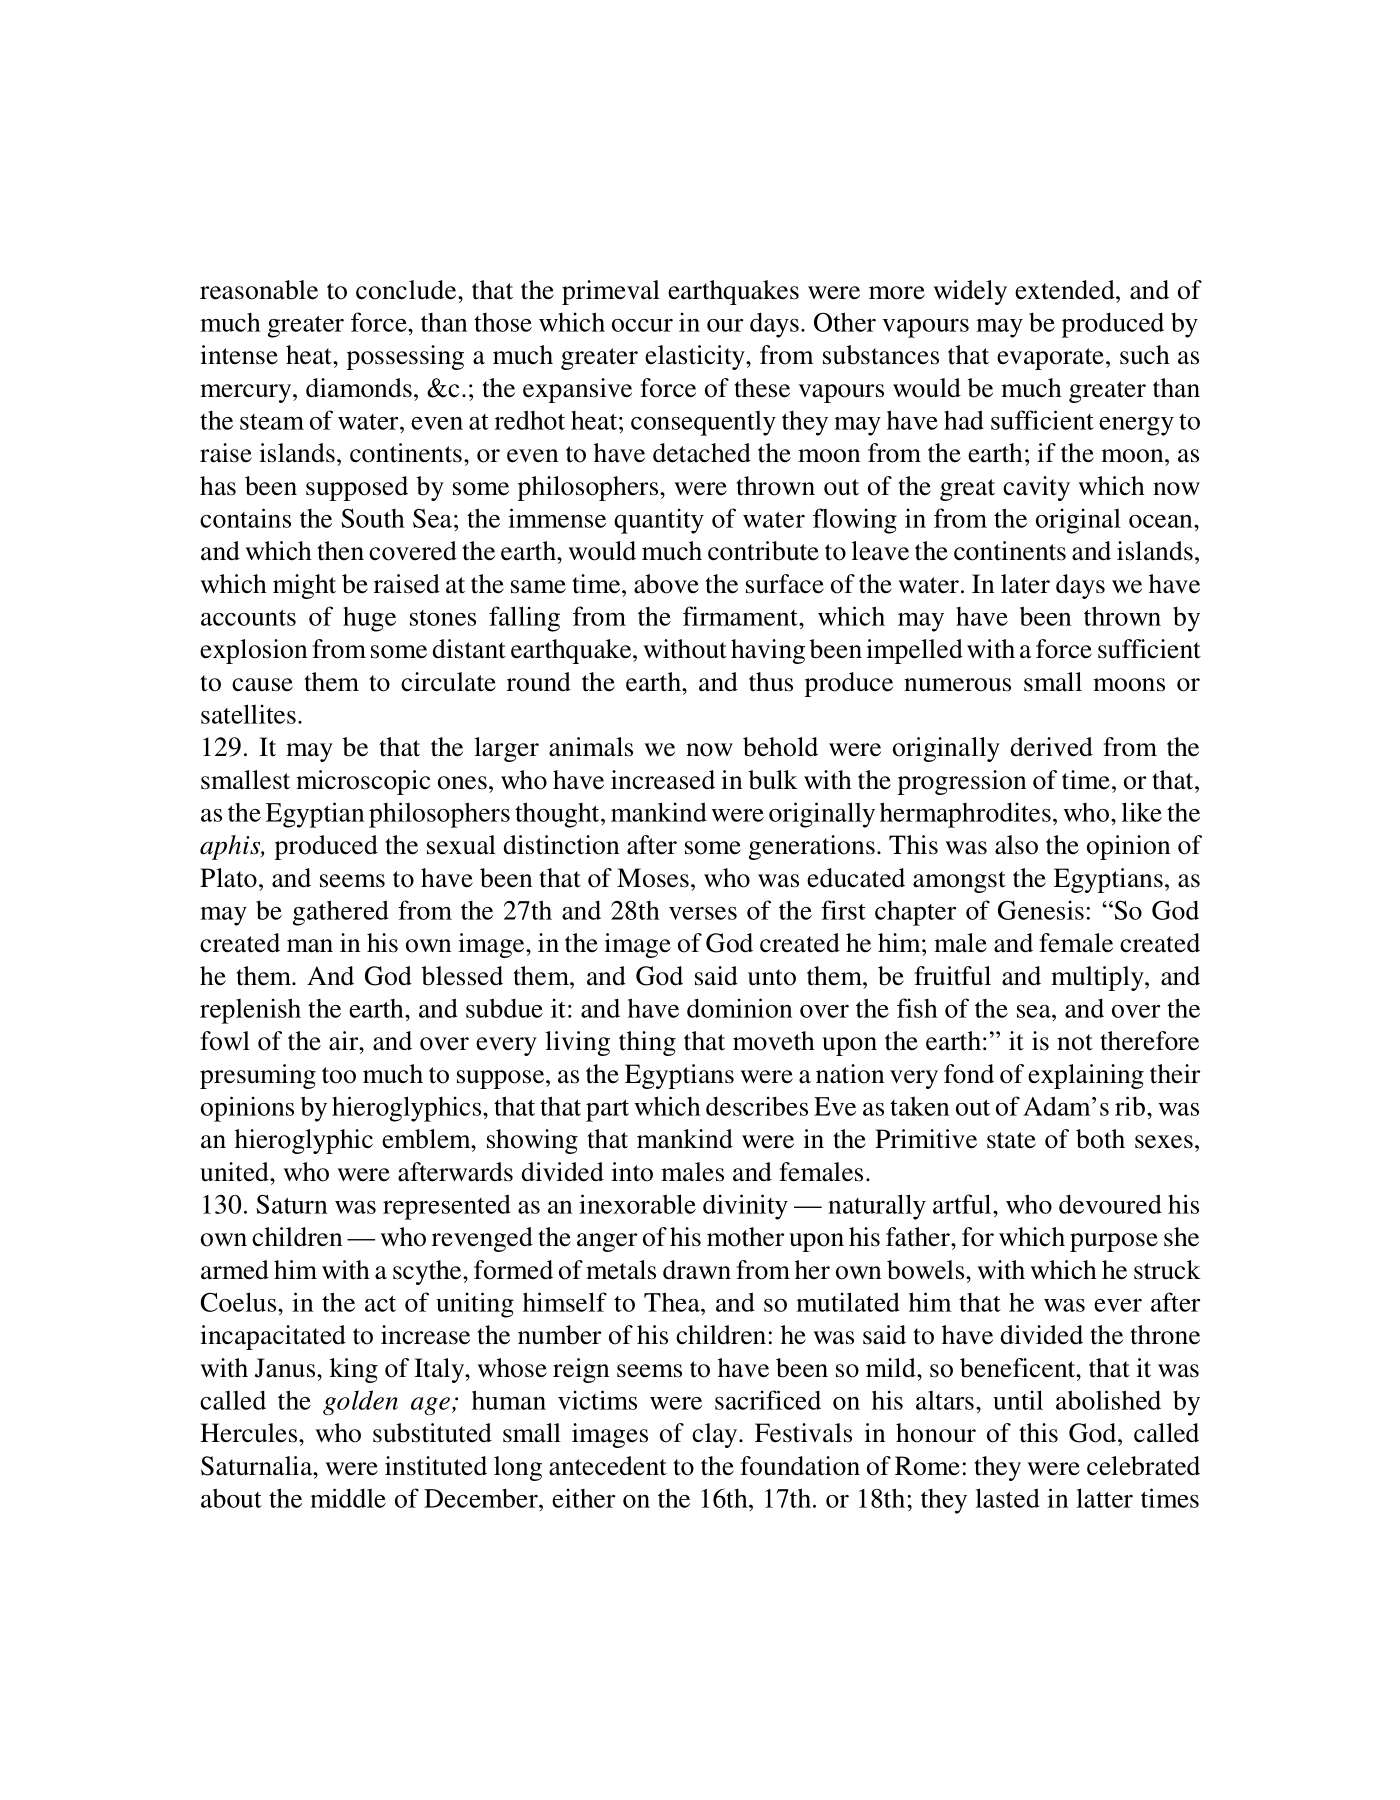 reasonable to conclude, that the primeval earthquakes were more widely extended, and of
much greater force, than those which occur in our days. Other vapours may be produced by
intense heat, possessing a much greater elasticity, from substances that evaporate, such as
mercury, diamonds, &c.; the expansive force of these vapours would be much greater than
the steam of water, even at redhot heat; consequently they may have had sufficient energy to
raise islands, continents, or even to have detached the moon from the earth; if the moon, as
has been supposed by some philosophers, were thrown out of the great cavity which now
contains the South Sea; the immense quantity of water flowing in from the original ocean,
and which then covered the earth, would much contribute to leave the continents and islands,
which might be raised at the same time, above the surface of the water. In later days we have
accounts of huge stones falling from the firmament, which may have been thrown by
explosion from some distant earthquake, without having been impelled with a force sufficient
to cause them to circulate round the earth, and thus produce numerous small moons or
satellites.
129. It may be that the larger animals we now behold were originally derived from the
smallest microscopic ones, who have increased in bulk with the progression of time, or that,
as the Egyptian philosophers thought, mankind were originally hermaphrodites, who, like the
aphis, produced the sexual distinction after some generations. This was also the opinion of
Plato, and seems to have been that of Moses, who was educated amongst the Egyptians, as
may be gathered from the 27th and 28th verses of the first chapter of Genesis: “So God
created man in his own image, in the image of God created he him; male and female created
he them. And God blessed them, and God said unto them, be fruitful and multiply, and
replenish the earth, and subdue it: and have dominion over the fish of the sea, and over the
fowl of the air, and over every living thing that moveth upon the earth:” it is not therefore
presuming too much to suppose, as the Egyptians were a nation very fond of explaining their
opinions by hieroglyphics, that that part which describes Eve as taken out of Adam’s rib, was
an hieroglyphic emblem, showing that mankind were in the Primitive state of both sexes,
united, who were afterwards divided into males and females.
130. Saturn was represented as an inexorable divinity — naturally artful, who devoured his
own children — who revenged the anger of his mother upon his father, for which purpose she
armed him with a scythe, formed of metals drawn from her own bowels, with which he struck
Coelus, in the act of uniting himself to Thea, and so mutilated him that he was ever after
incapacitated to increase the number of his children: he was said to have divided the throne
with Janus, king of Italy, whose reign seems to have been so mild, so beneficent, that it was
called the golden age; human victims were sacrificed on his altars, until abolished by
Hercules, who substituted small images of clay. Festivals in honour of this God, called
Saturnalia, were instituted long antecedent to the foundation of Rome: they were celebrated
about the middle of December, either on the 16th, 17th. or 18th; they lasted in latter times